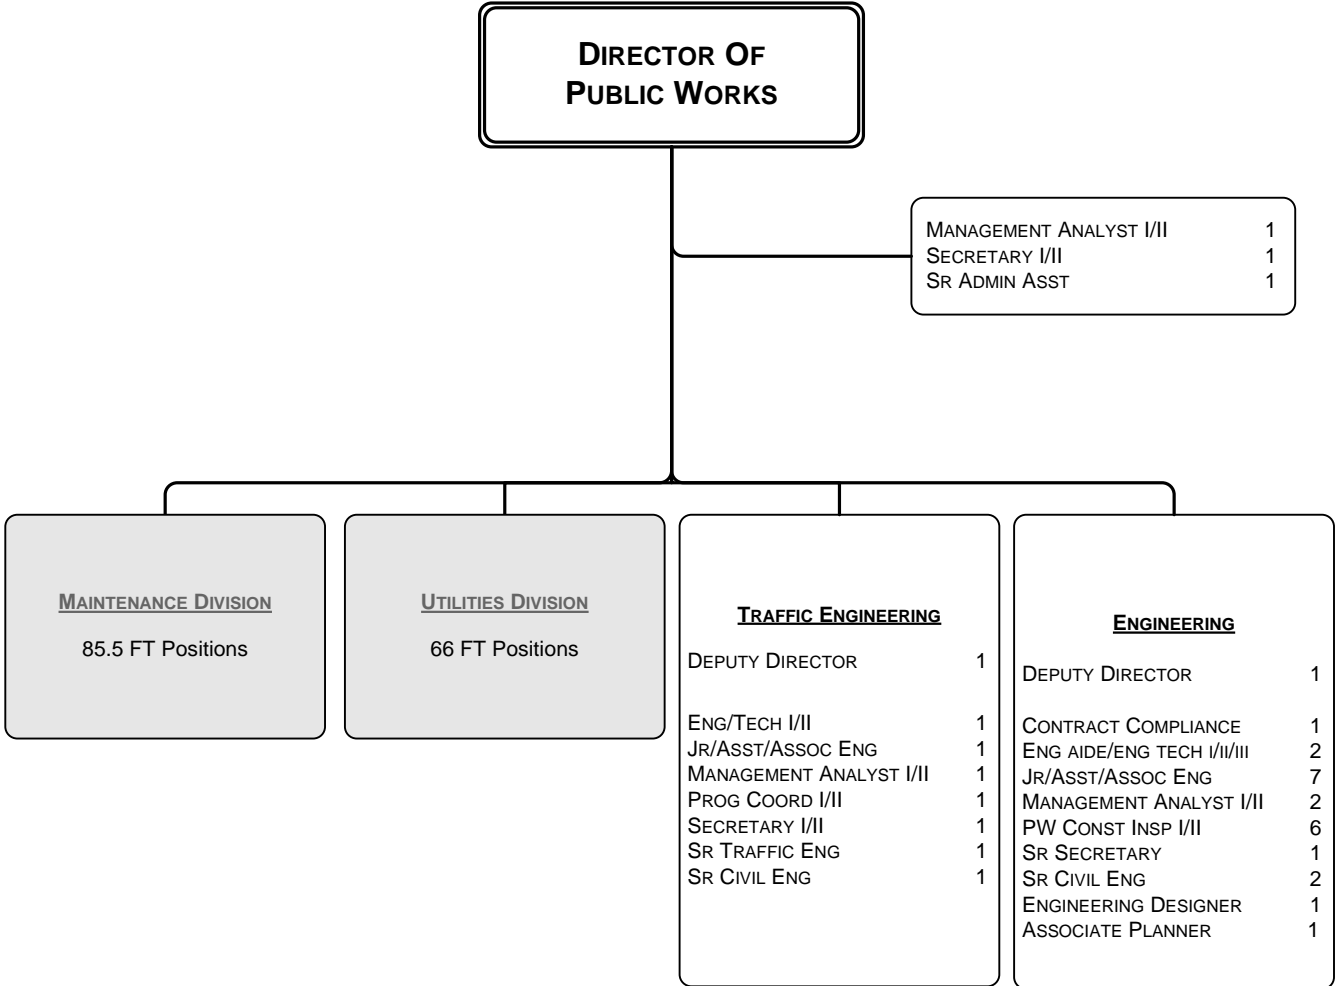 DIRECTOR OF
PUBLIC WORKS
MANAGEMENT ANALYST I/II 1
SECRETARY I/II 1
SR ADMIN ASST 1
MAINTENANCE DIVISION
85.5 FT Positions
UTILITIES DIVISION
66 FT Positions
TRAFFIC ENGINEERING
DEPUTY DIRECTOR 1
ENG/TECH I/II 1
JR/ASST/ASSOC ENG 1
MANAGEMENT ANALYST I/II 1
PROG COORD I/II 1
SECRETARY I/II 1
SR TRAFFIC ENG 1
SR CIVIL ENG 1
ENGINEERING
DEPUTY DIRECTOR 1
CONTRACT COMPLIANCE 1
ENG AIDE/ENG TECH I/II/III 2
JR/ASST/ASSOC ENG 7
MANAGEMENT ANALYST I/II 2
PW CONST INSP I/II 6
SR SECRETARY 1
SR CIVIL ENG 2
ENGINEERING DESIGNER 1
ASSOCIATE PLANNER 1